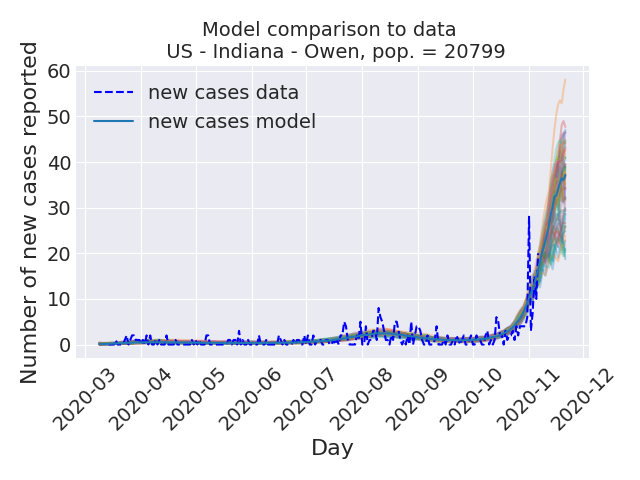 Model comparison to data
US - Indiana - Owen, pop. = 20799
Number of new cases reported
60
50
40
30
20
10
0
new cases data
new cases model
2020-03
2020-04
2020-05
2020-06
2020-07
2020-08
2020-09
2020-10
2020-11
2020-12
Day